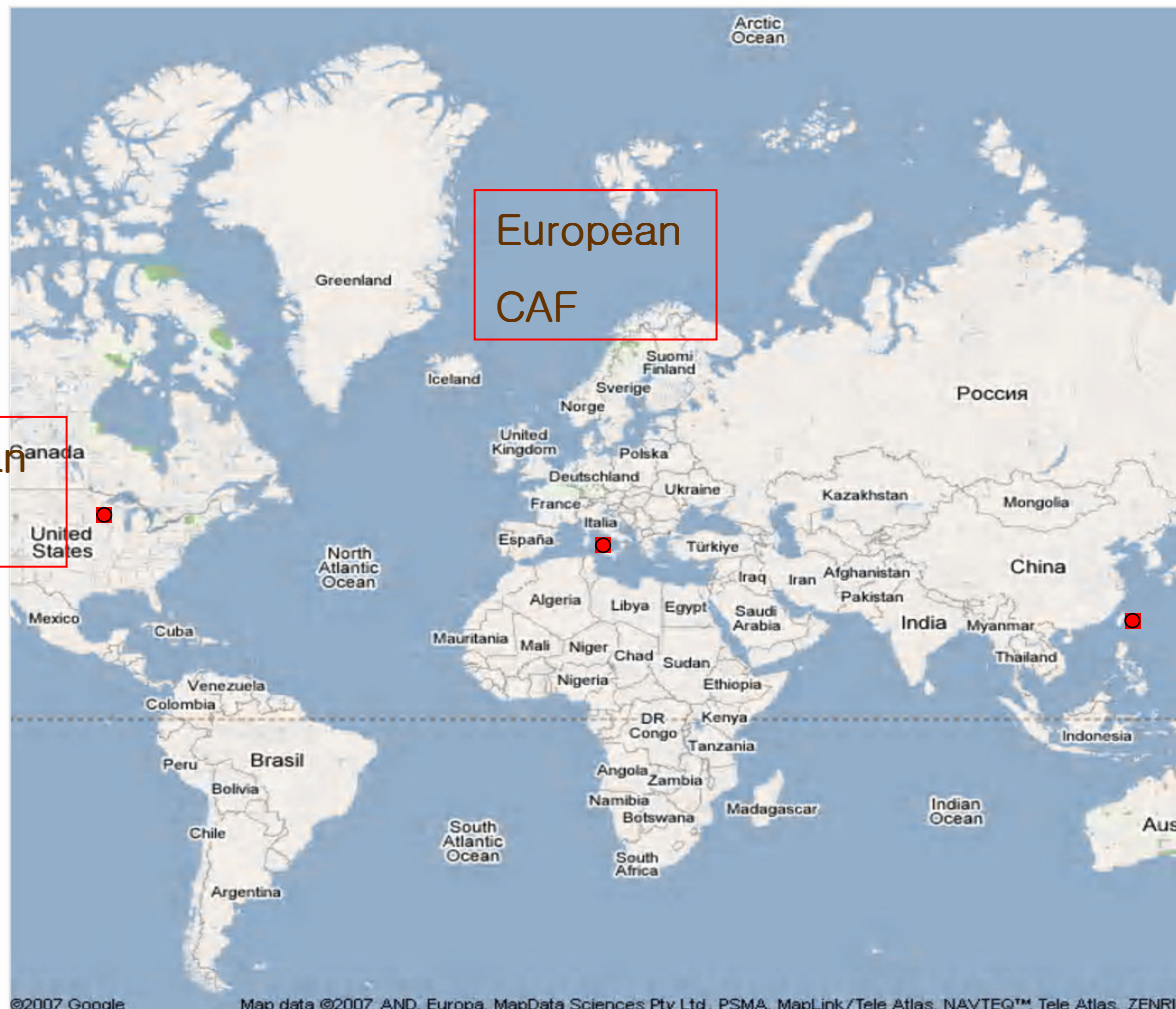 Arctic
Ocean
European
CAF
Greenland
Iceland
Suomi
Finland
Sverige
Norge
Россия
United
Kingdom
Polska
Deutschland
Ukraine
France
Italia
España
Türkiye
Kazakhstan
Mongolia
China
Canada
an
United
States
North
Atlantic
Ocean
Mexico
Cuba
Algeria
Libya
Egypt
Iraq
Iran
Afghanistan
Pakistan
Saudi
Arabia
India
Myanmar
Thailand
Mauritania
Mali
Niger
Chad
Sudan
Nigeria
Ethiopia
Venezuela
Colombia
DR
Congo
Kenya
Tanzania
Indonesia
Peru
Brasil
Bolivia
Angola
Zambia
Namibia
Botswana
Madagascar
Indian
Ocean
Aus
Chile
South
Atlantic
Ocean
South
Africa
Argentina
©2007 Google
Map data ©2007 AND, Europa, MapData Sciences Pty Ltd, PSMA, MapLink/Tele Atlas, NAVTEQ™, Tele Atlas, ZENRI